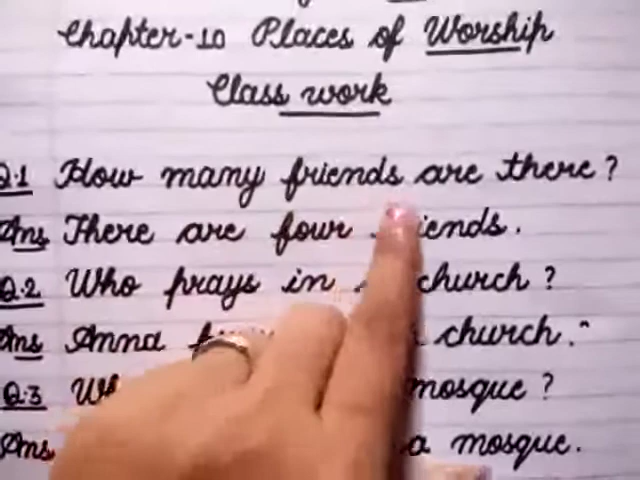 Chapter-10 Places of Worship
Class work
Q.1 How many friends are there?
Ans There are four friends.
Q.2 Who prays in church?
Ans Anna church.
Q.3 mosque?
Ans a mosque.